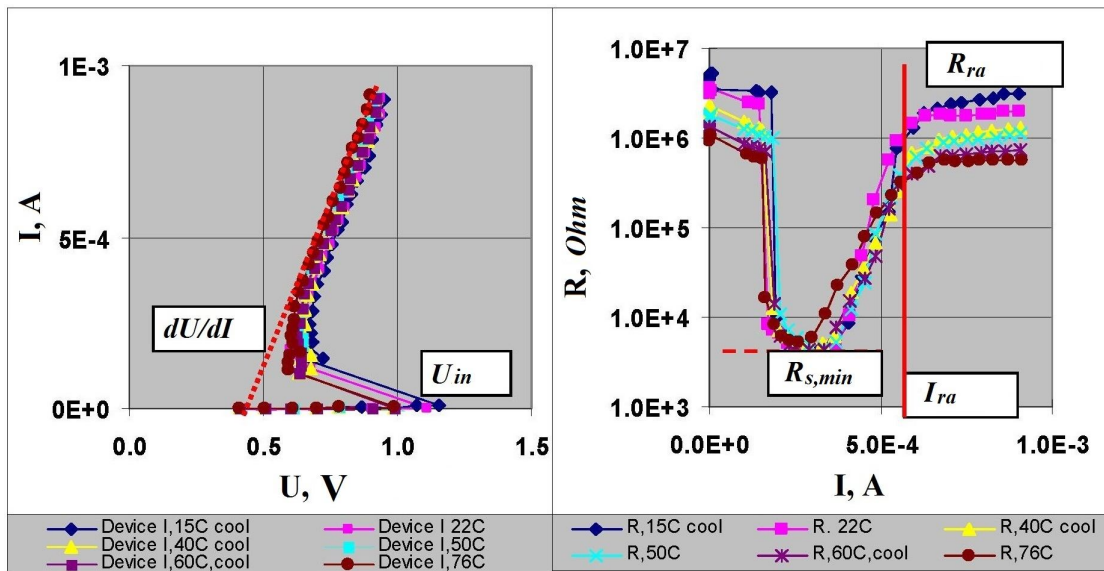 1E-3
5E-4
0E+0
I, A
dU/dI
U in
0.0
0.5
1.0
1.5
U, V
Device I,15C cool
Device I 22C
Device I,40C cool
Device I,50C
Device I,60C,cool
Device I,76C
1.0E+7
1.0E+6
1.0E+5
1.0E+4
1.0E+3
R, Ohm
Rra
Rs,min
Ira
0.0E+0
5.0E-4
1.0E-3
I, A
R,15C cool
R. 22C
R,40C cool
R,50C
R,60C,cool
R,76C